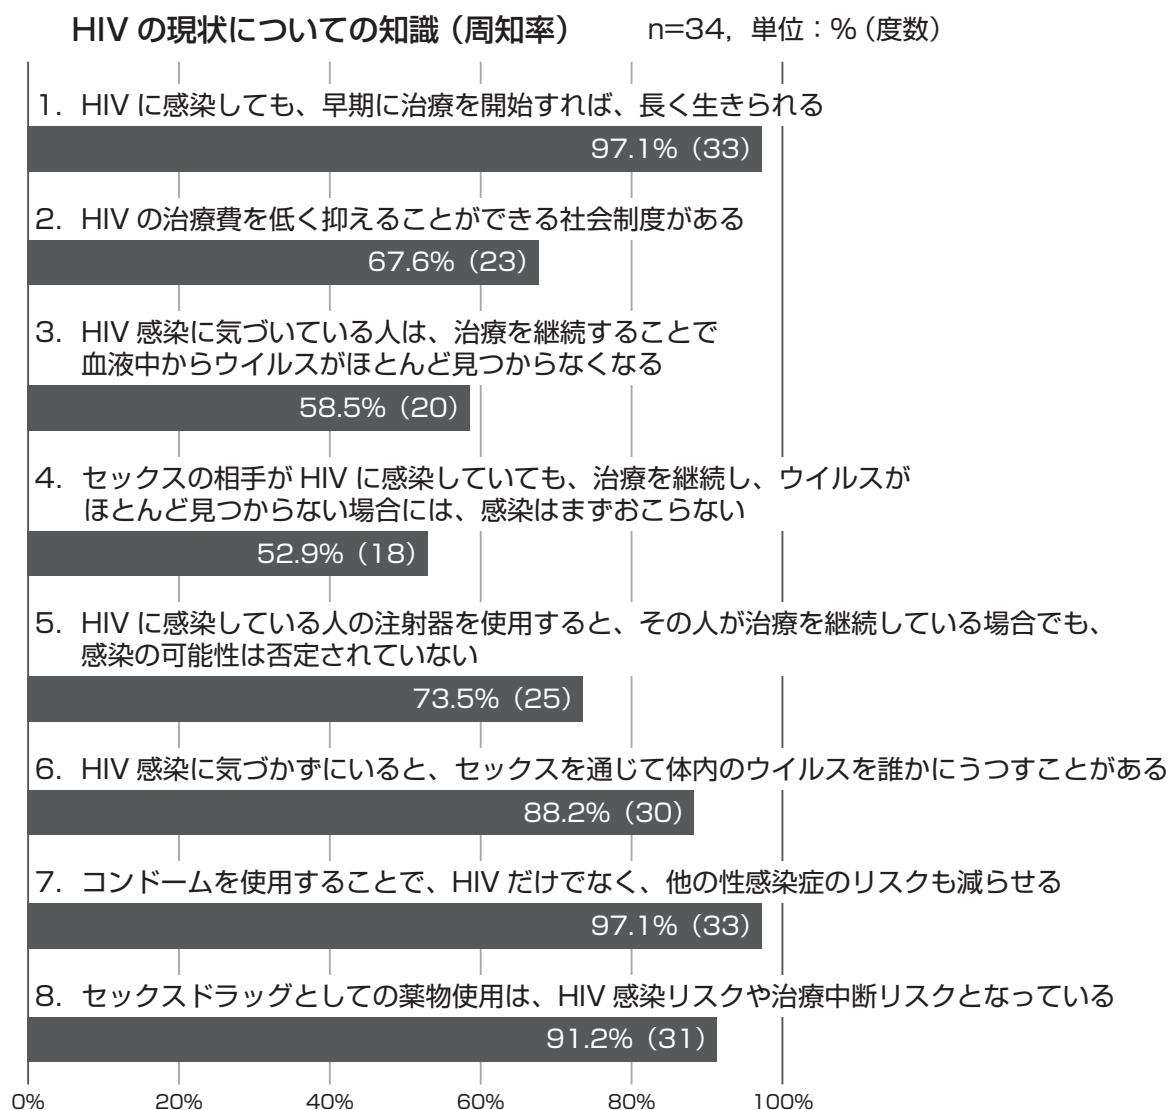 HIV の現状についての知識（周知率） n=34，単位：%（度数）
1．HIV に感染しても、早期に治療を開始すれば、長く生きられる
97.1%（33）
2．HIV の治療費を低く抑えることができる社会制度がある
67.6%（23）
3．HIV 感染に気づいている人は、治療を継続することで
血液中からウイルスがほとんど見つからなくなる
58.5%（20）
4．セックスの相手が HIV に感染していても、治療を継続し、ウイルスが
ほとんど見つからない場合には、感染はまずおこらない
52.9%（18）
5．HIV に感染している人の注射器を使用すると、その人が治療を継続している場合でも、
感染の可能性は否定されていない
73.5%（25）
6．HIV 感染に気づかずにいると、セックスを通じて体内のウイルスを誰かにうつすことがある
88.2%（30）
7．コンドームを使用することで、HIV だけでなく、他の性感染症のリスクも減らせる
97.1%（33）
8．セックスドラッグとしての薬物使用は、HIV 感染リスクや治療中断リスクとなっている
91.2%（31）
0% 20% 40% 60% 80% 100%